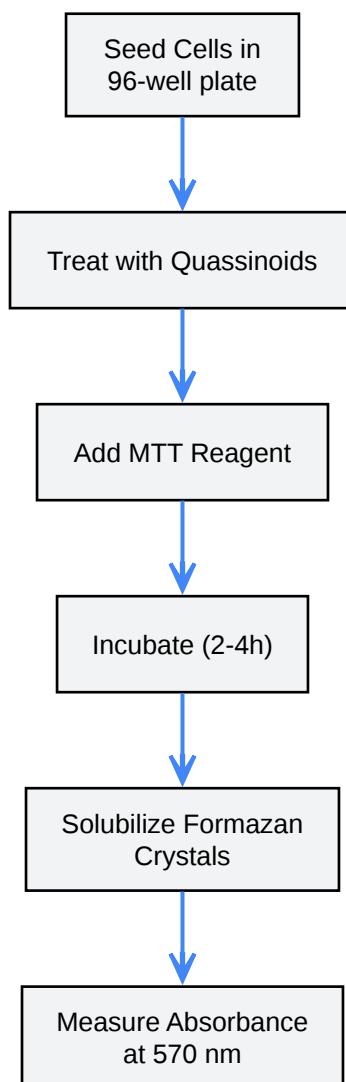 Seed Cells in
96-well plate
Treat with Quassinoids
Add MTT Reagent
Incubate (2-4h)
Solubilize Formazan
Crystals
Measure Absorbance
at 570 nm